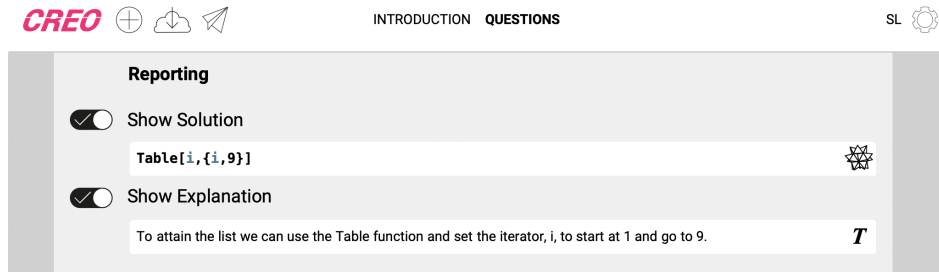 CREO INTRODUCTION QUESTIONS SL
Reporting
Show Solution
Table[i,{i,9}]
Show Explanation
To attain the list we can use the Table function and set the iterator, i, to start at 1 and go to 9.
T